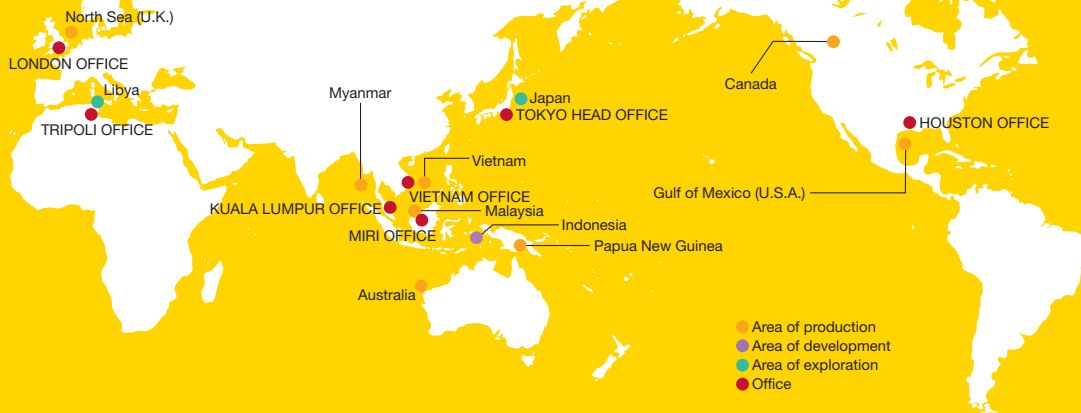 North Sea (U.K.)
LONDON OFFICE
Libya
TRIPOLI OFFICE
Myanmar
Japan
TOKYO HEAD OFFICE
Canada
HOUSTON OFFICE
Vietnam
VIETNAM OFFICE
Gulf of Mexico (U.S.A.)
KUALA LUMPUR OFFICE
Malaysia
MIRI OFFICE
Indonesia
Papua New Guinea
Australia
Area of production
Area of development
Area of exploration
Office